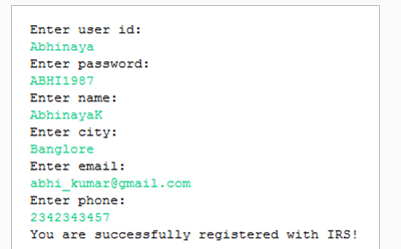 Enter user id:
Abhinaya
Enter password:
ABHI1987
Enter name:
AbhinayaK
Enter city:
Banglore
Enter email:
abhi_kumar@gmail.com
Enter phone:
2342343457
You are successfully registered with IRS!